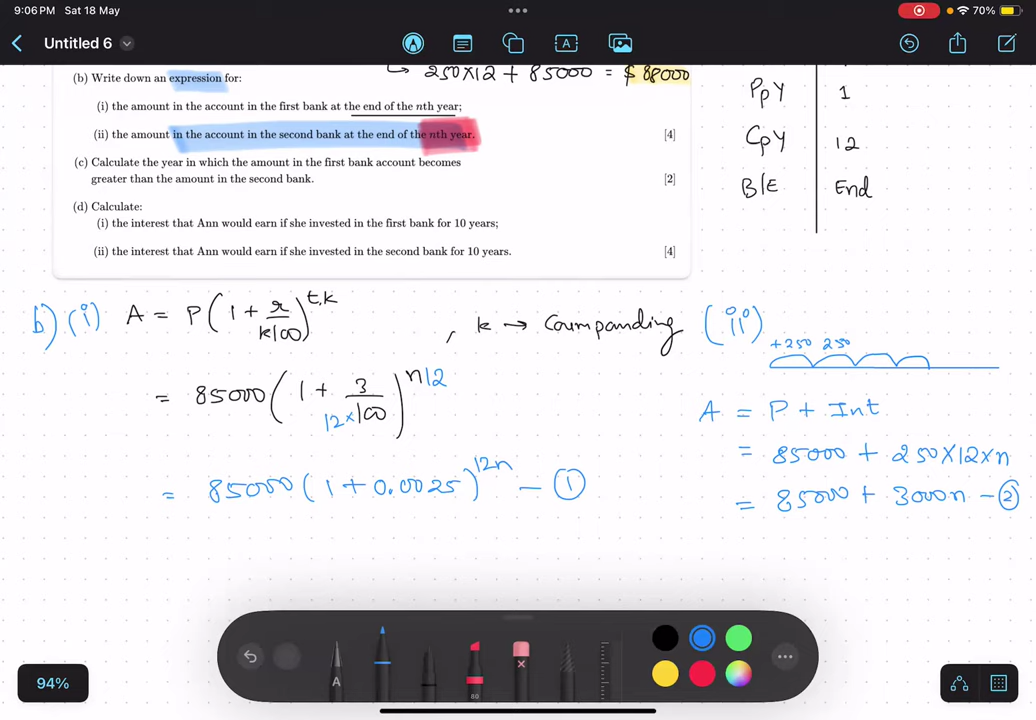 9:06 PM Sat 18 May
70%
Untitled 6
↳ 250×12 + 85000 = $ 88000
(b) Write down an expression for:
(i) the amount in the account in the first bank at the end of the nth year;
(ii) the amount in the account in the second bank at the end of the nth year. [4]
(c) Calculate the year in which the amount in the first bank account becomes
greater than the amount in the second bank. [2]
(d) Calculate:
(i) the interest that Ann would earn if she invested in the first bank for 10 years;
(ii) the interest that Ann would earn if she invested in the second bank for 10 years. [4]
PpY 1
CpY 12
B/E End
b) (i) A = P(1 + r/k100)^t.k , k → Coumpanding
= 85000(1 + 3/12×100)^n12
= 85000(1 + 0.0025)^12n – ①
(ii)
+250 250
A = P + Int
= 85000 + 250×12×n
= 85000 + 3000n – ②
A
80
94%